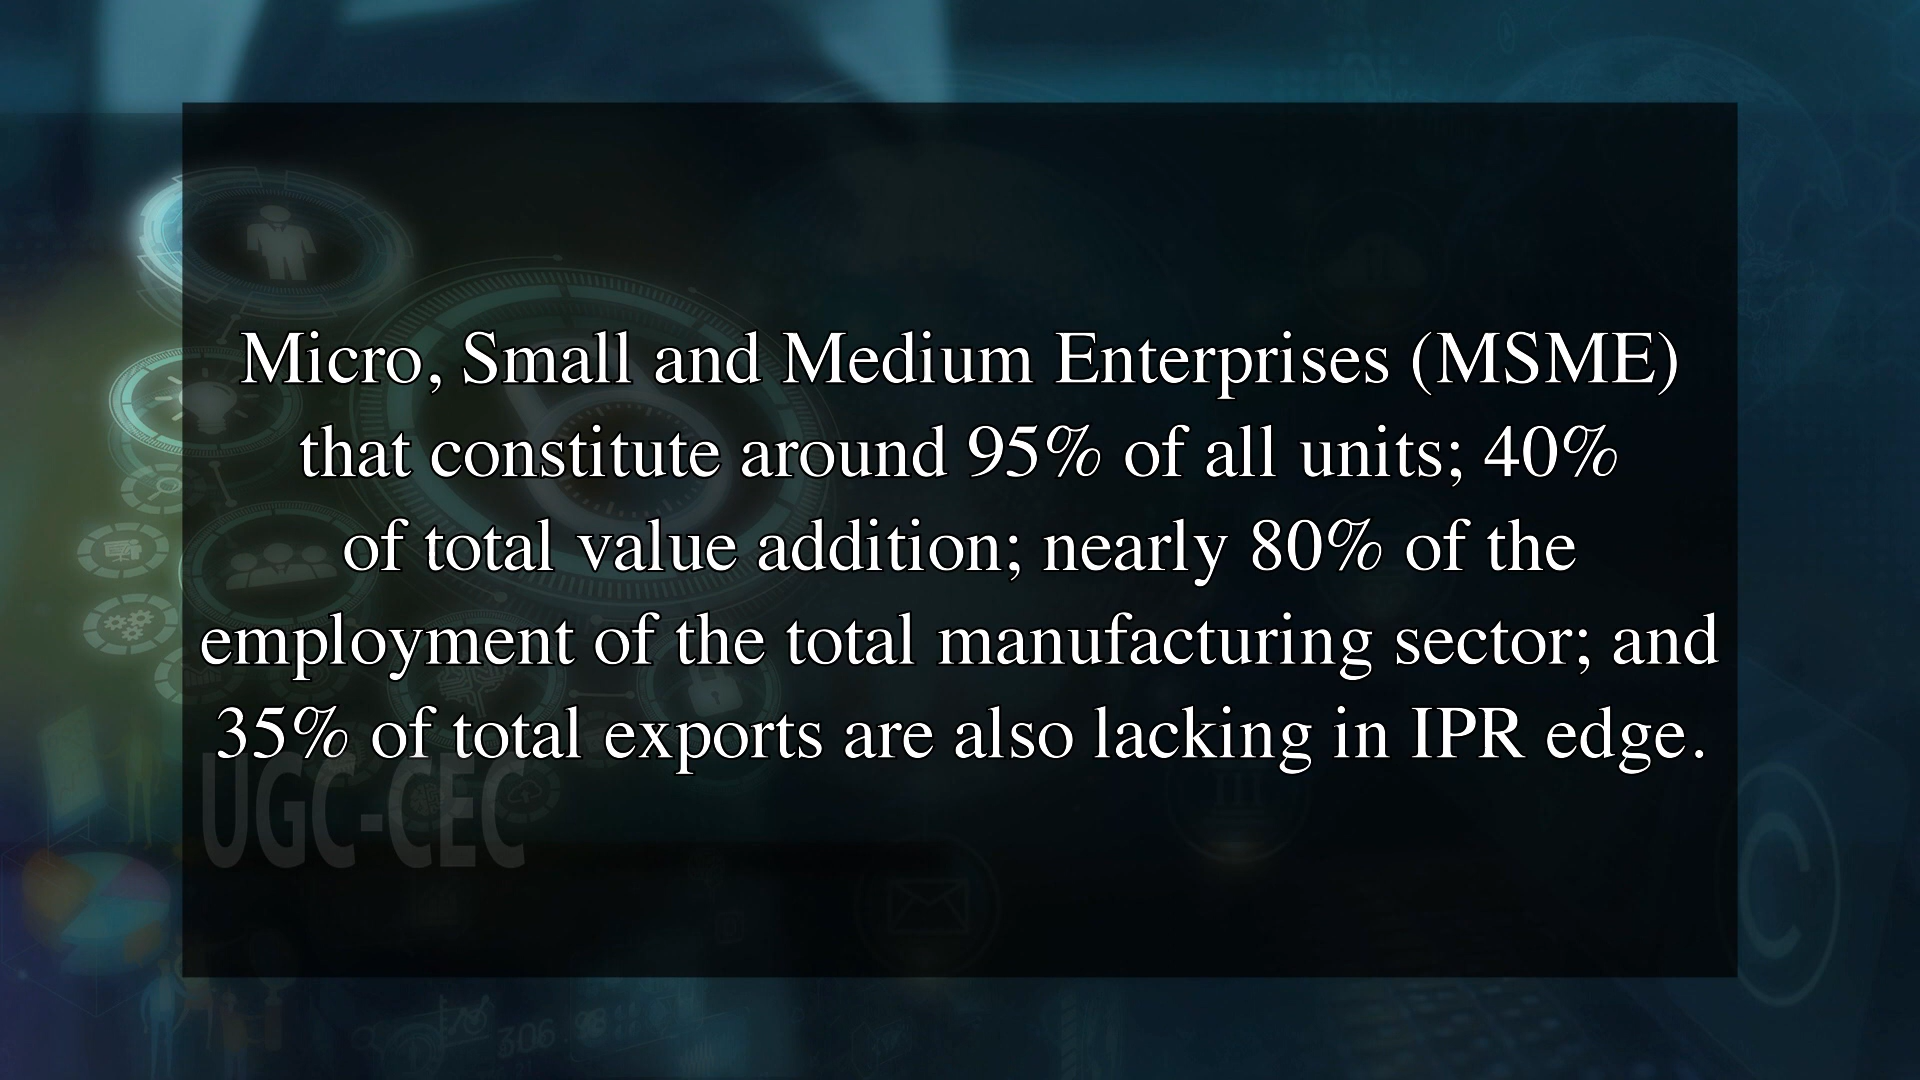 Micro, Small and Medium Enterprises (MSME)
that constitute around 95% of all units; 40%
of total value addition; nearly 80% of the
employment of the total manufacturing sector; and
35% of total exports are also lacking in IPR edge.
UGC-CEC
306